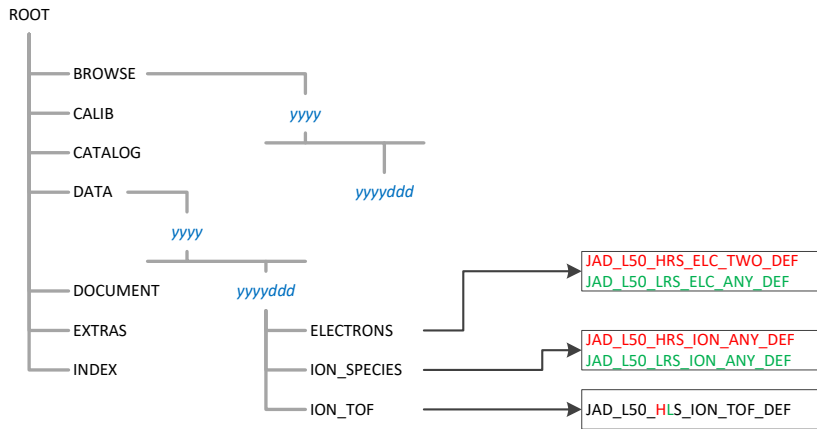 ROOT
BROWSE
yyyy
CALIB
CATALOG
yyyyddd
DATA
yyyy
yyyyddd
DOCUMENT
EXTRAS
INDEX
ELECTRONS
JAD_L50_HRS_ELC_TWO_DEF
JAD_L50_LRS_ELC_ANY_DEF
ION_SPECIES
JAD_L50_HRS_ION_ANY_DEF
JAD_L50_LRS_ION_ANY_DEF
ION_TOF
JAD_L50_HLS_ION_TOF_DEF